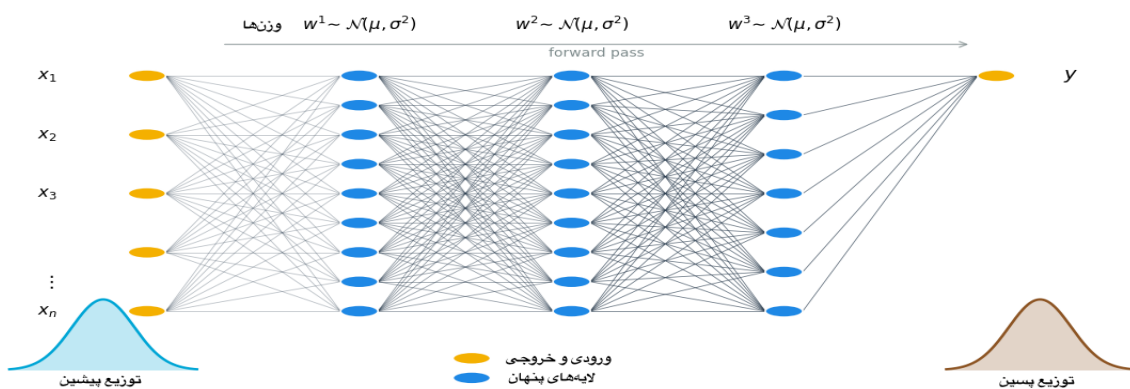 وزن‌ها w¹~ 𝒩(μ, σ²) w²~ 𝒩(μ, σ²) w³~ 𝒩(μ, σ²)
forward pass
x₁ y
x₂
x₃
⋮
xₙ
ورودی و خروجی
لایه‌های پنهان
توزیع پیشین
توزیع پسین